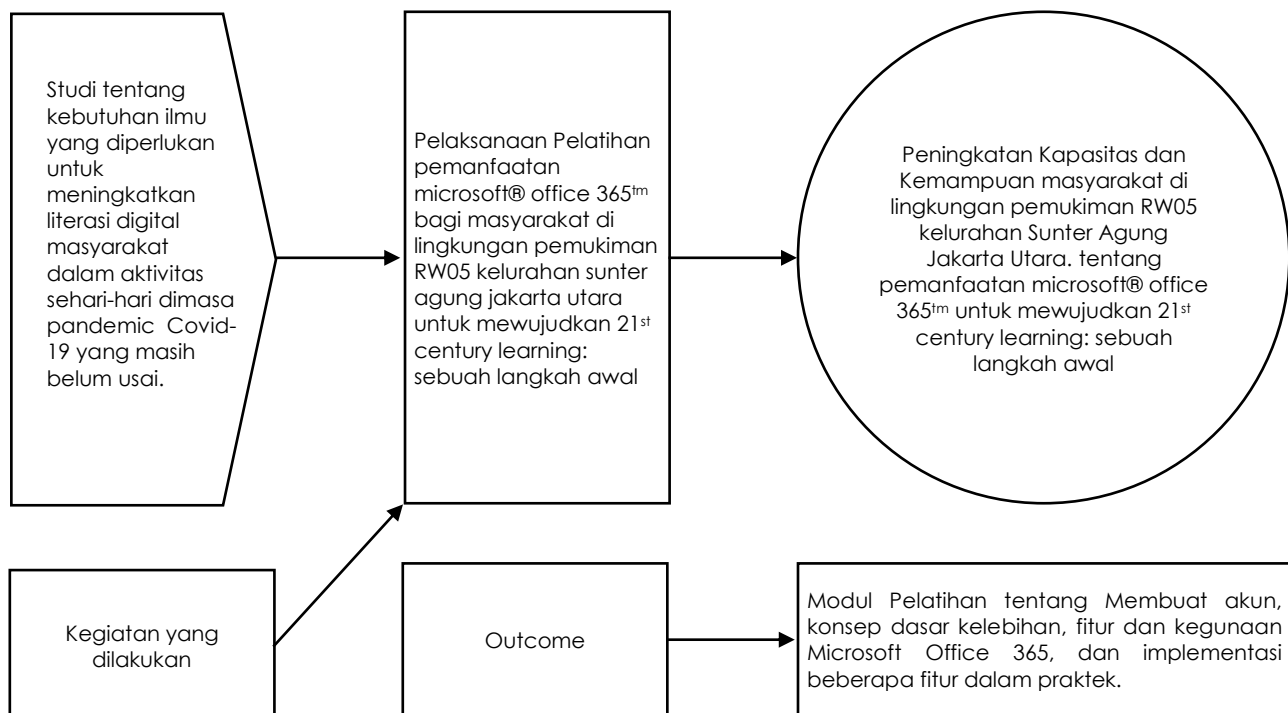 Studi tentang
kebutuhan ilmu
yang diperlukan
untuk
meningkatkan
literasi digital
masyarakat
dalam aktivitas
sehari-hari dimasa
pandemic Covid-
19 yang masih
belum usai.
Pelaksanaan Pelatihan
pemanfaatan
microsoft® office 365tm
bagi masyarakat di
lingkungan pemukiman
RW05 kelurahan sunter
agung jakarta utara
untuk mewujudkan 21st
century learning:
sebuah langkah awal
Peningkatan Kapasitas dan
Kemampuan masyarakat di
lingkungan pemukiman RW05
kelurahan Sunter Agung
Jakarta Utara. tentang
pemanfaatan microsoft® office
365tm untuk mewujudkan 21st
century learning: sebuah
langkah awal
Kegiatan yang
dilakukan
Outcome
Modul Pelatihan tentang Membuat akun,
konsep dasar kelebihan, fitur dan kegunaan
Microsoft Office 365, dan implementasi
beberapa fitur dalam praktek.